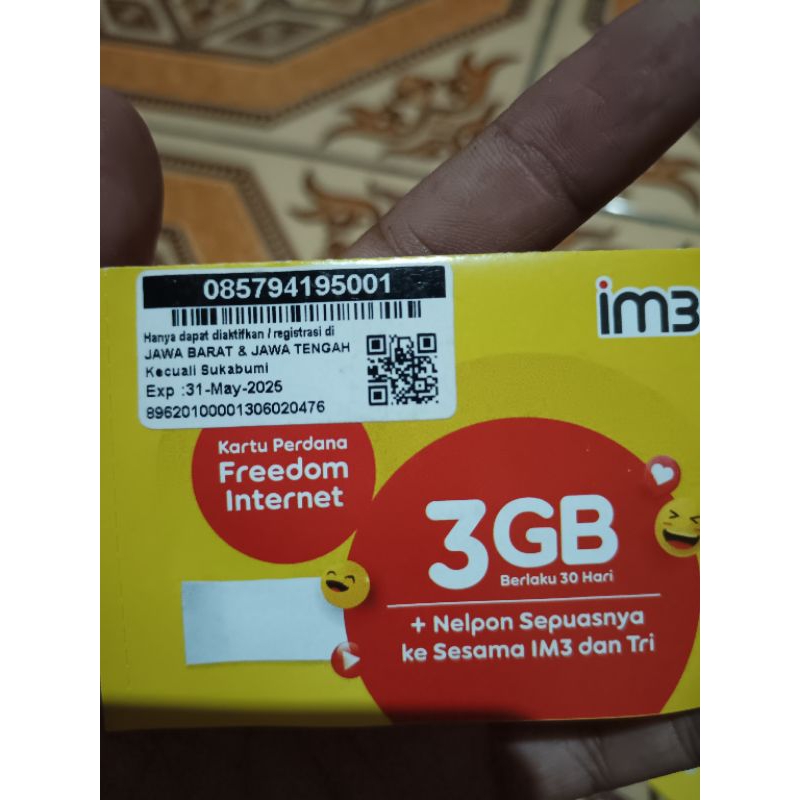 085794195001
Hanya dapat diaktifkan / registrasi di
JAWA BARAT & JAWA TENGAH
Kecuali Sukabumi
Exp :31-May-2025
89620100001306020476
im3
Kartu Perdana
Freedom
Internet
3GB
Berlaku 30 Hari
+ Nelpon Sepuasnya
ke Sesama IM3 dan Tri